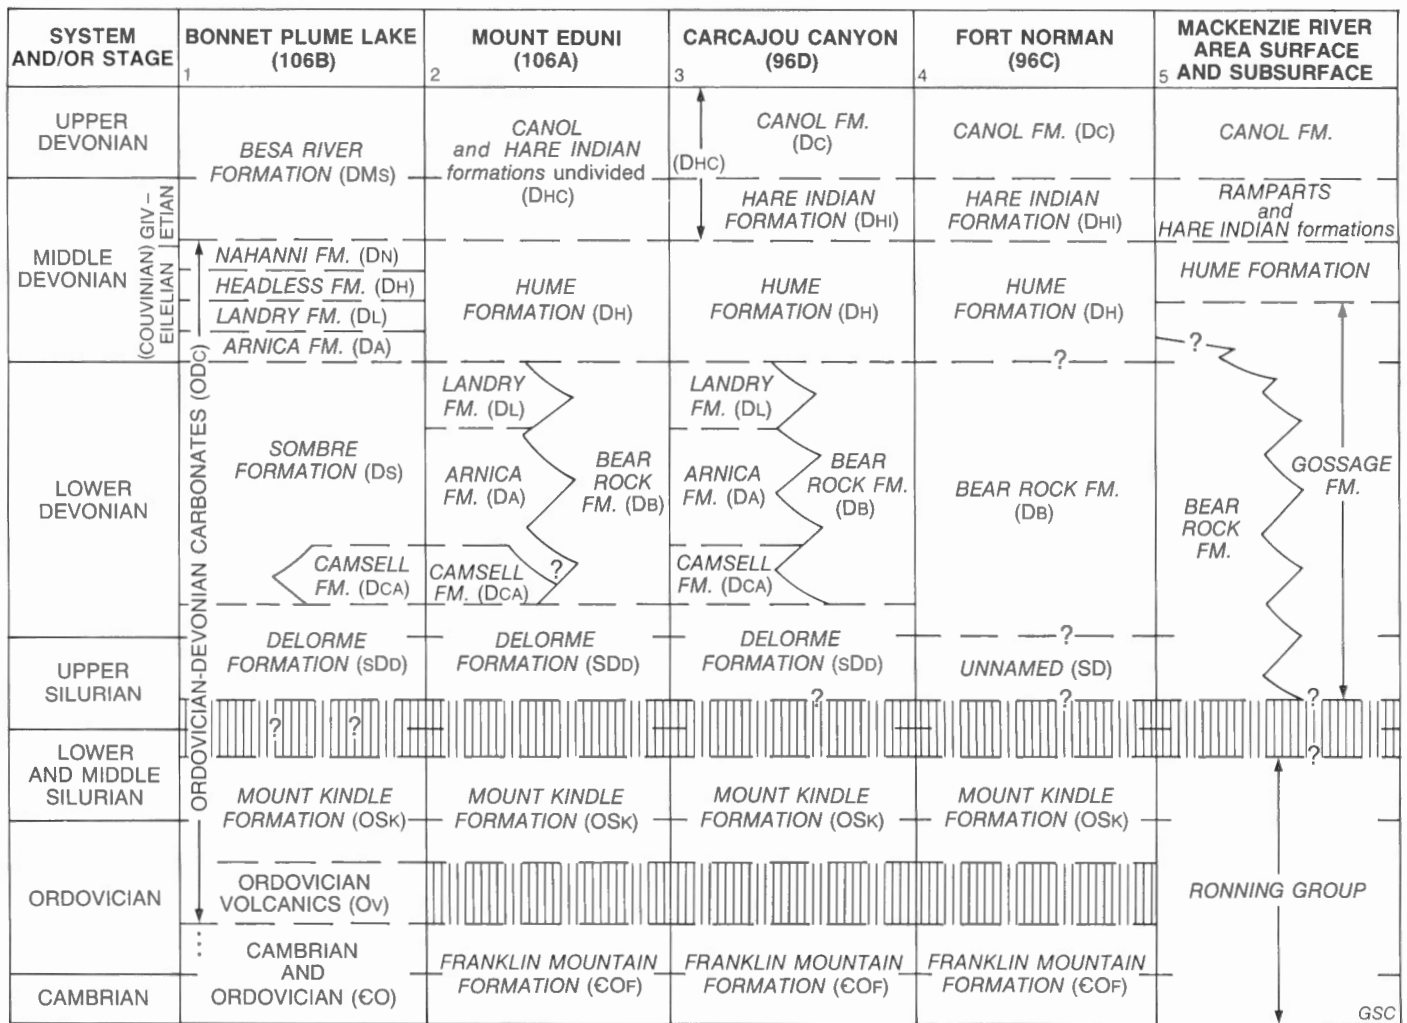 SYSTEM
AND/OR STAGE
1
BONNET PLUME LAKE
(106B)
2
MOUNT EDUNI
(106A)
3
CARCAJOU CANYON
(96D)
4
FORT NORMAN
(96C)
5
MACKENZIE RIVER
AREA SURFACE
AND SUBSURFACE
UPPER
DEVONIAN
MIDDLE
DEVONIAN
(COUVINIAN) GIV–
EILELIAN ETIAN
LOWER
DEVONIAN
UPPER
SILURIAN
LOWER
AND MIDDLE
SILURIAN
ORDOVICIAN
CAMBRIAN
BESA RIVER
FORMATION (DMs)
ORDOVICIAN-DEVONIAN CARBONATES (ODC)
NAHANNI FM. (DN)
HEADLESS FM. (DH)
LANDRY FM. (DL)
ARNICA FM. (DA)
SOMBRE
FORMATION (Ds)
CAMSELL
FM. (DCA)
DELORME
FORMATION (SDD)
? ?
MOUNT KINDLE
FORMATION (OSK)
ORDOVICIAN
VOLCANICS (OV)
CAMBRIAN
AND
ORDOVICIAN (ЄO)
CANOL
and HARE INDIAN
formations undivided
(DHC)
HUME
FORMATION (DH)
LANDRY
FM. (DL)
ARNICA
FM. (DA)
BEAR
ROCK
FM. (DB)
?
CAMSELL
FM. (DCA)
DELORME
FORMATION (SDD)
MOUNT KINDLE
FORMATION (OSK)
FRANKLIN MOUNTAIN
FORMATION (ЄOF)
(DHC)
CANOL FM.
(DC)
HARE INDIAN
FORMATION (DHI)
HUME
FORMATION (DH)
LANDRY
FM. (DL)
ARNICA
FM. (DA)
BEAR
ROCK FM.
(DB)
CAMSELL
FM. (DCA)
DELORME
FORMATION (SDD)
?
MOUNT KINDLE
FORMATION (OSK)
FRANKLIN MOUNTAIN
FORMATION (ЄOF)
CANOL FM. (DC)
HARE INDIAN
FORMATION (DHI)
HUME
FORMATION (DH)
?
BEAR ROCK FM.
(DB)
?
UNNAMED (SD)
?
MOUNT KINDLE
FORMATION (OSK)
FRANKLIN MOUNTAIN
FORMATION (ЄOF)
CANOL FM.
RAMPARTS
and
HARE INDIAN formations
HUME FORMATION
?
GOSSAGE
FM.
BEAR
ROCK
FM.
?
?
RONNING GROUP
GSC